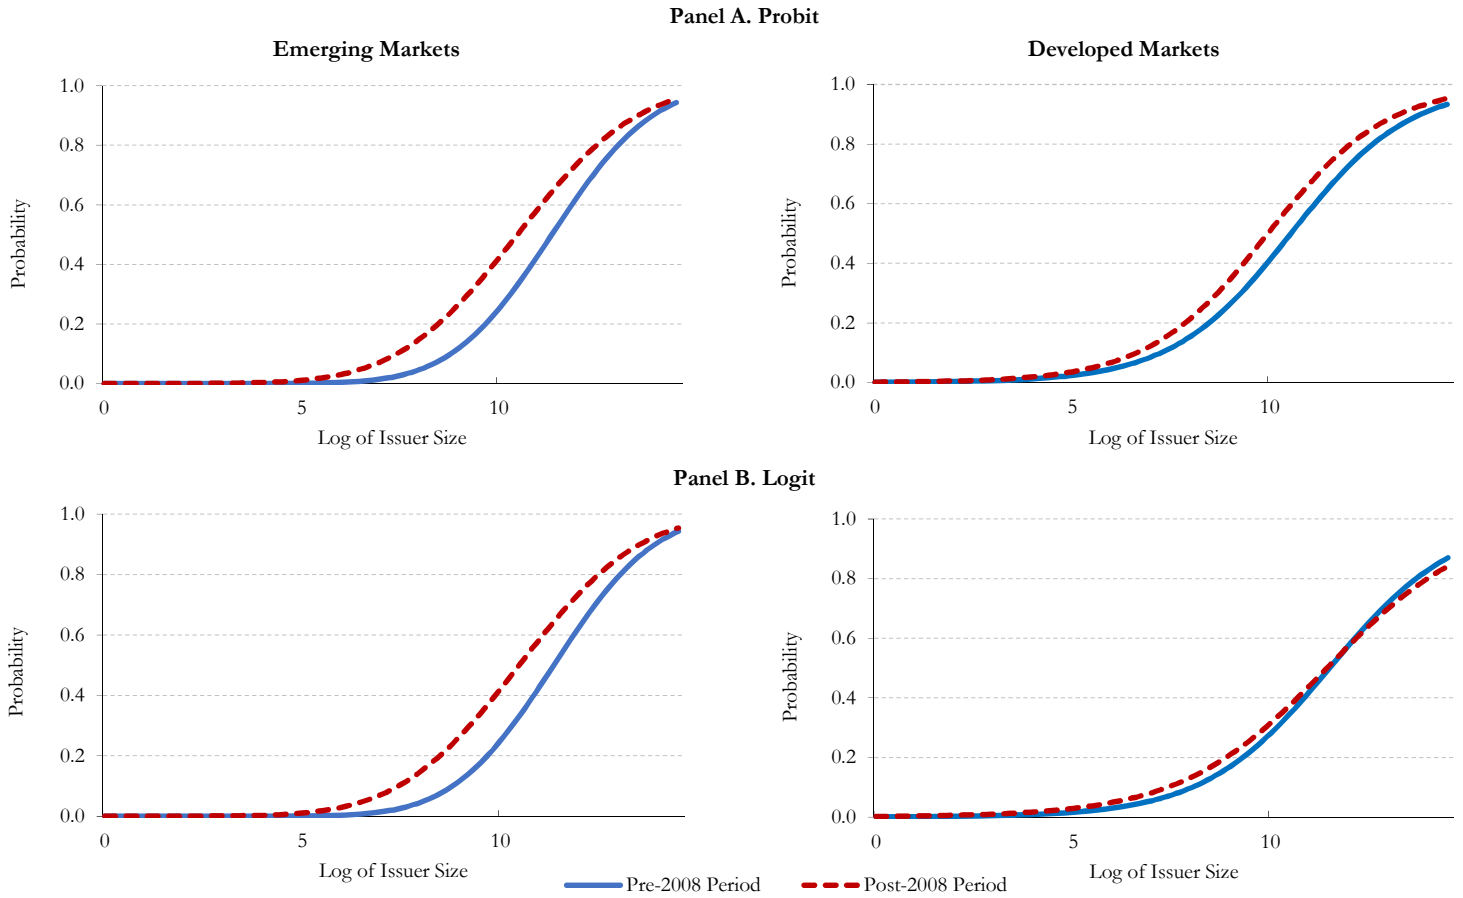 Panel A. Probit
Emerging Markets
Developed Markets
1.0
0.8
0.6
0.4
0.2
0.0
Probability
0
5
10
Log of Issuer Size
1.0
0.8
0.6
0.4
0.2
0.0
Probability
0
5
10
Log of Issuer Size
Panel B. Logit
1.0
0.8
0.6
0.4
0.2
0.0
Probability
0
5
10
Log of Issuer Size
1.0
0.8
0.6
0.4
0.2
0.0
Probability
0
5
10
Log of Issuer Size
Pre-2008 Period
Post-2008 Period